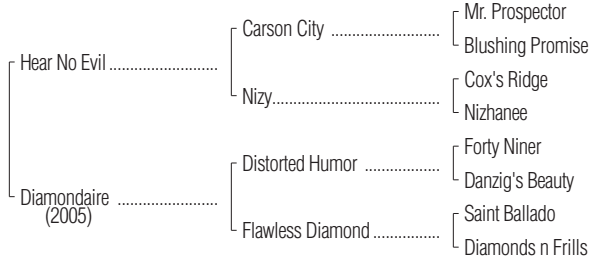 Mr. Prospector
Carson City ........................
Blushing Promise
Hear No Evil ........................
Cox's Ridge
Nizy.....................................
Nizhanee
Forty Niner
Distorted Humor .................
Danzig's Beauty
Diamondaire ......................
(2005)
Saint Ballado
Flawless Diamond ...............
Diamonds n Frills